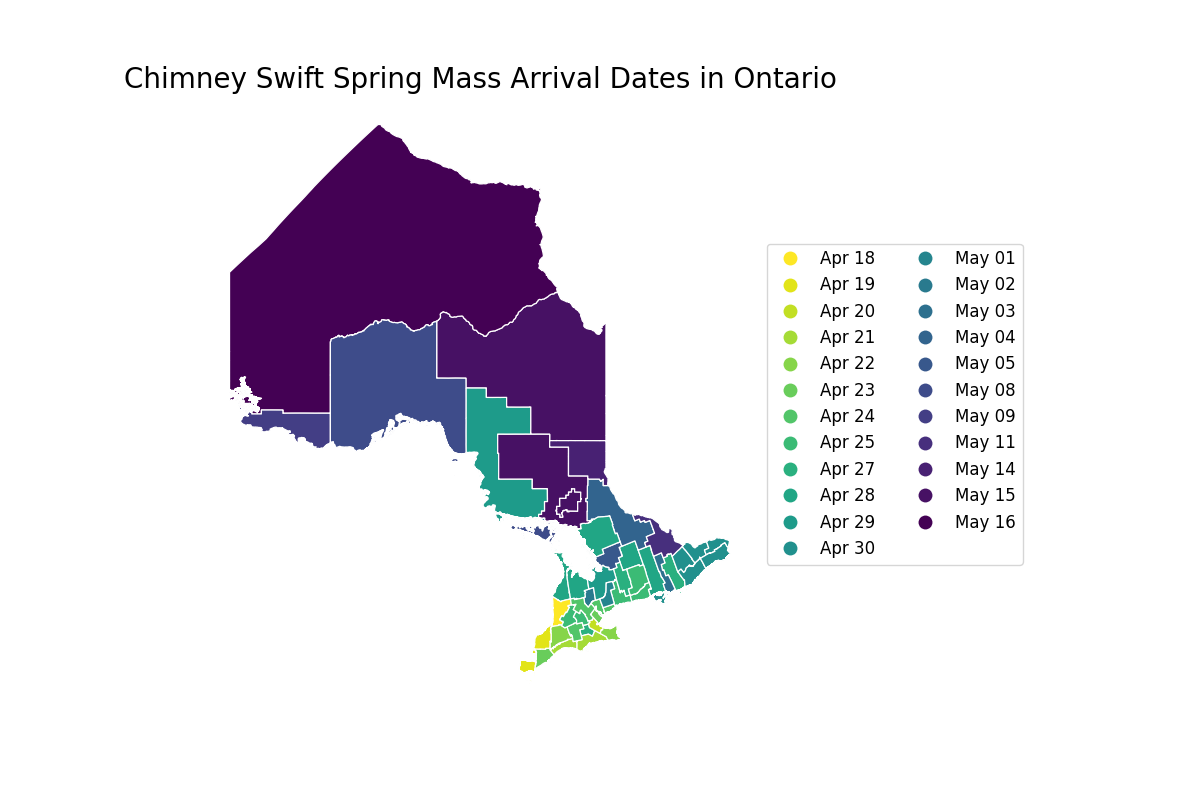 Chimney Swift Spring Mass Arrival Dates in Ontario
Apr 18
Apr 19
Apr 20
Apr 21
Apr 22
Apr 23
Apr 24
Apr 25
Apr 27
Apr 28
Apr 29
Apr 30
May 01
May 02
May 03
May 04
May 05
May 08
May 09
May 11
May 14
May 15
May 16